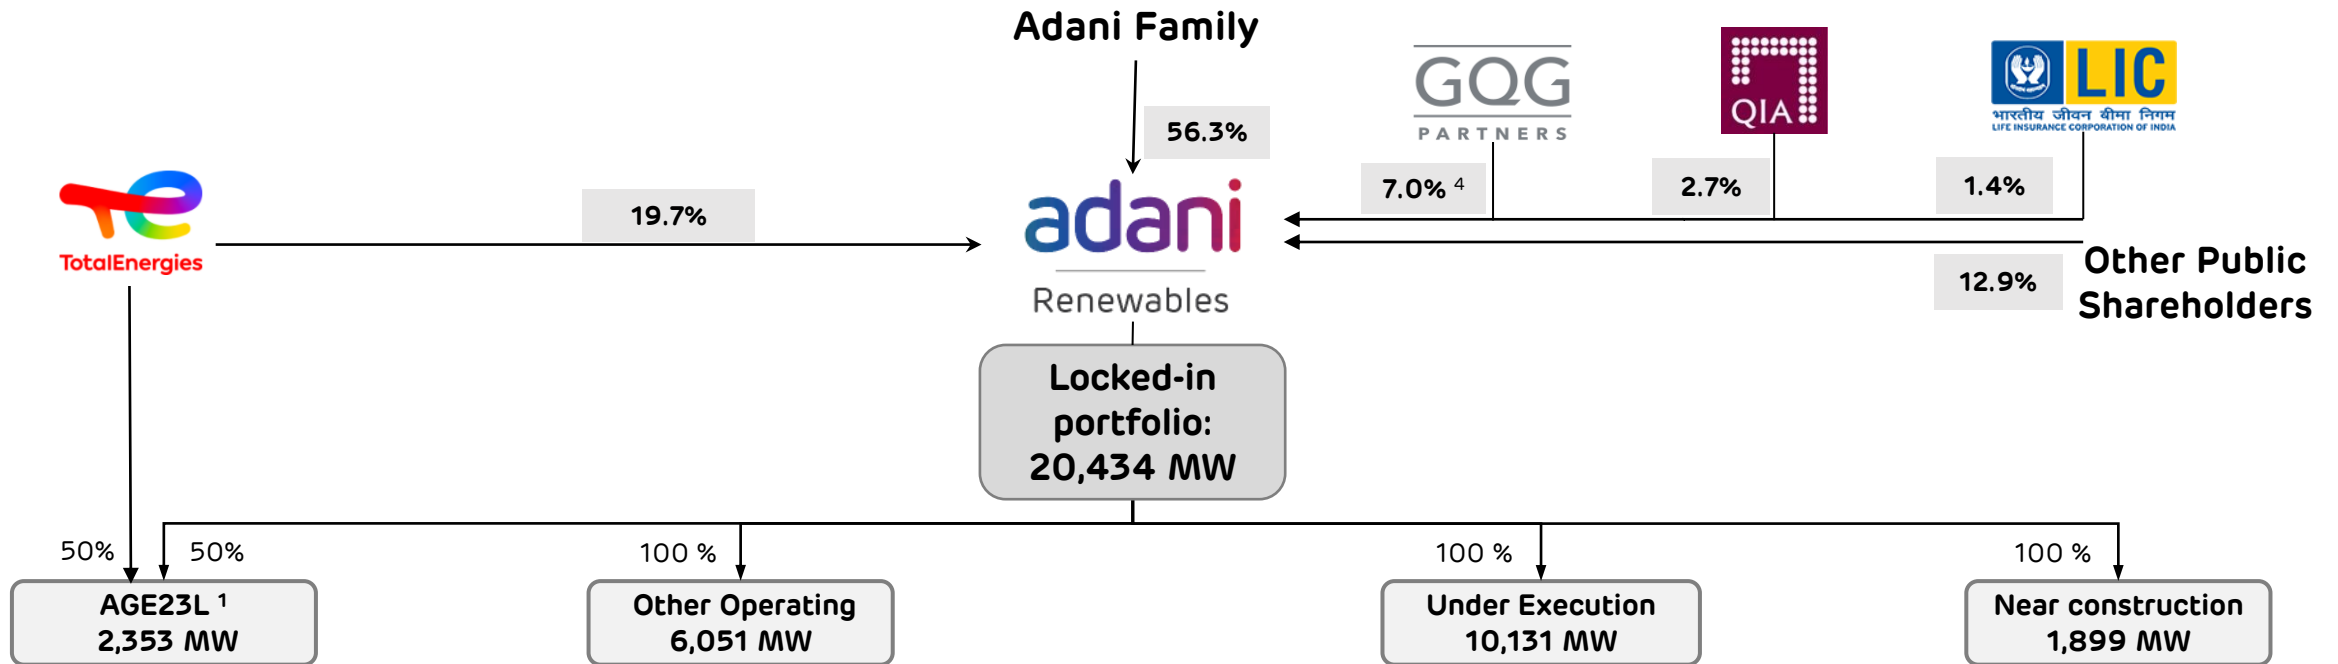 Adani Family
GQG
PARTNERS
QIA
LIC
भारतीय जीवन बीमा निगम
LIFE INSURANCE CORPORATION OF INDIA
56.3%
7.0% 4
2.7%
1.4%
TotalEnergies
19.7%
adani
Renewables
12.9%
Other Public
Shareholders
Locked-in
portfolio:
20,434 MW
50%
50%
100 %
100 %
100 %
AGE23L 1
2,353 MW
Other Operating
6,051 MW
Under Execution
10,131 MW
Near construction
1,899 MW